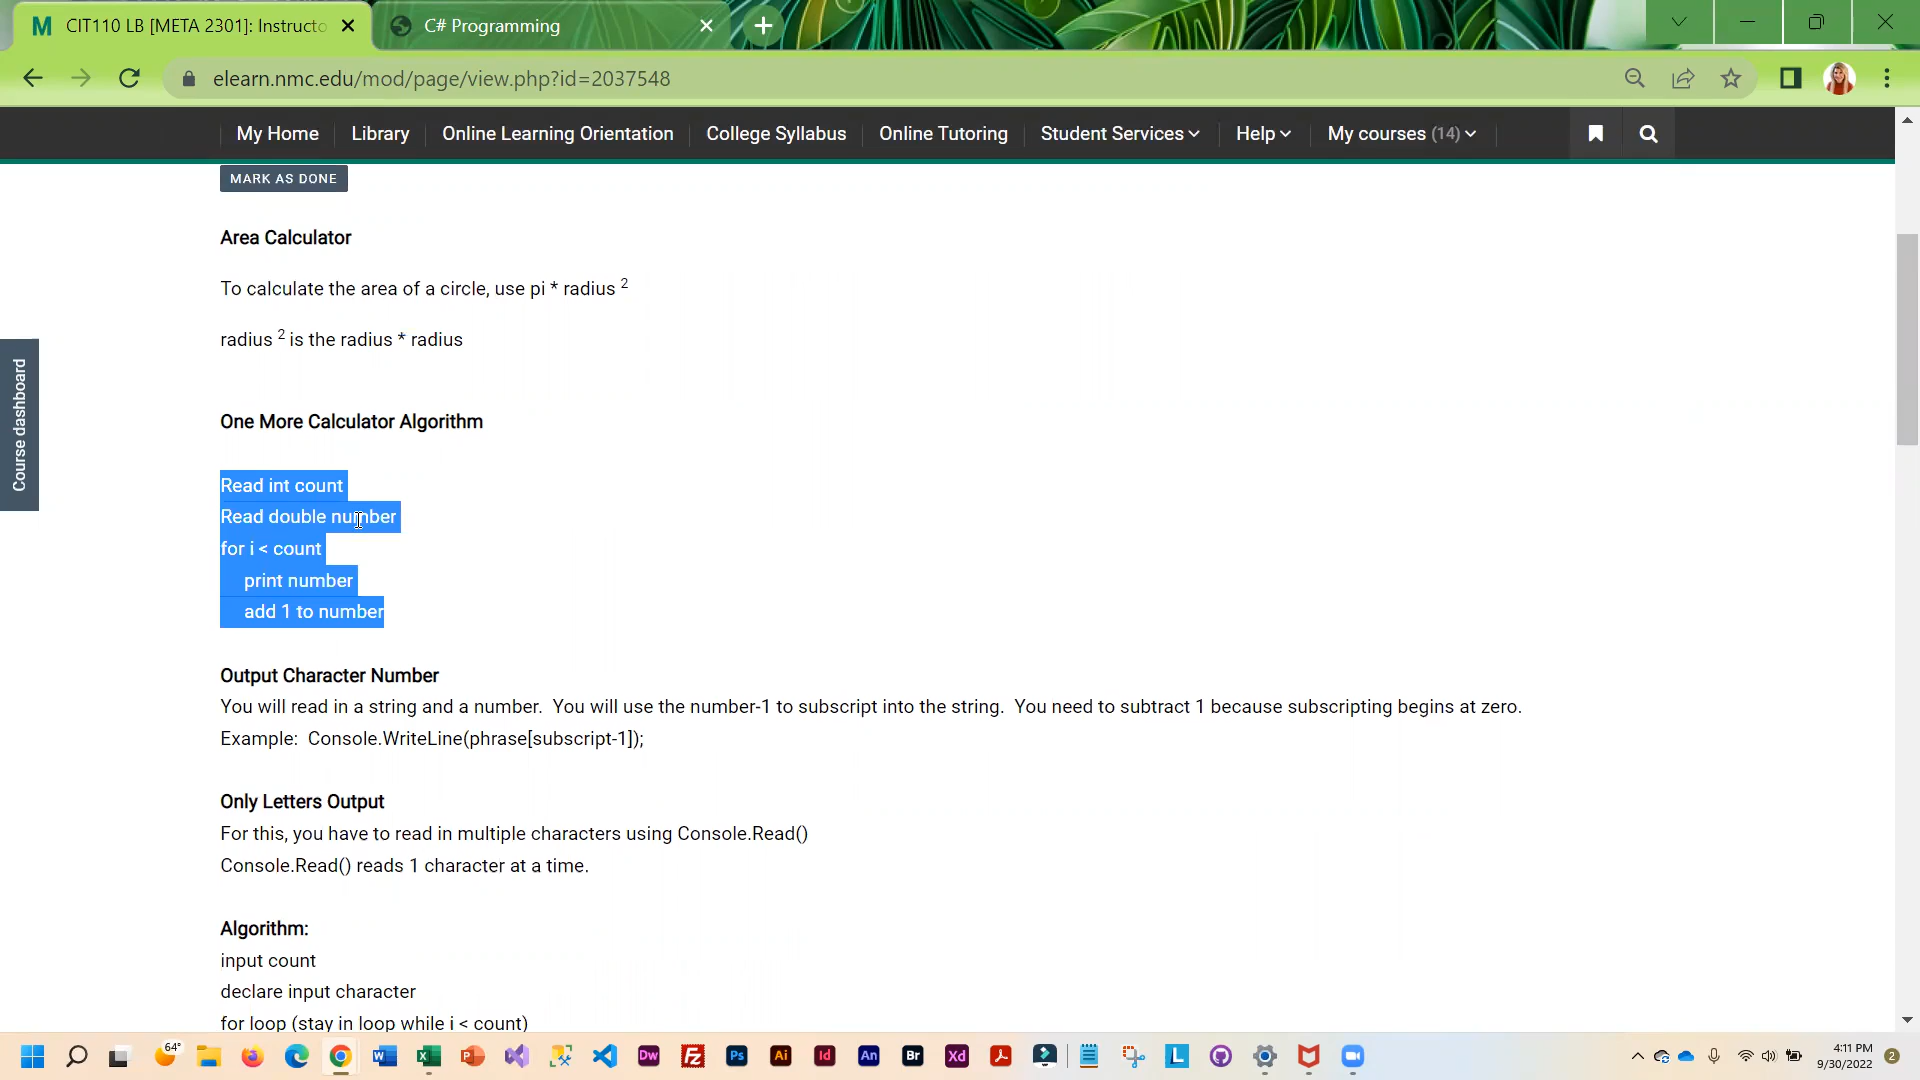 CIT110 LB [META 2301]: Instructo
C# Programming
elearn.nmc.edu/mod/page/view.php?id=2037548
My Home Library Online Learning Orientation College Syllabus Online Tutoring Student Services Help My courses (14)
MARK AS DONE
Area Calculator
To calculate the area of a circle, use pi * radius 2
radius 2 is the radius * radius
Course dashboard
One More Calculator Algorithm
Read int count
Read double number
for i < count
print number
add 1 to number
Output Character Number
You will read in a string and a number. You will use the number-1 to subscript into the string. You need to subtract 1 because subscripting begins at zero.
Example: Console.WriteLine(phrase[subscript-1]);
Only Letters Output
For this, you have to read in multiple characters using Console.Read()
Console.Read() reads 1 character at a time.
Algorithm:
input count
declare input character
for loop (stay in loop while i < count)
64°
Dw Ps Ai Id An Br Xd L
4:11 PM
9/30/2022
2